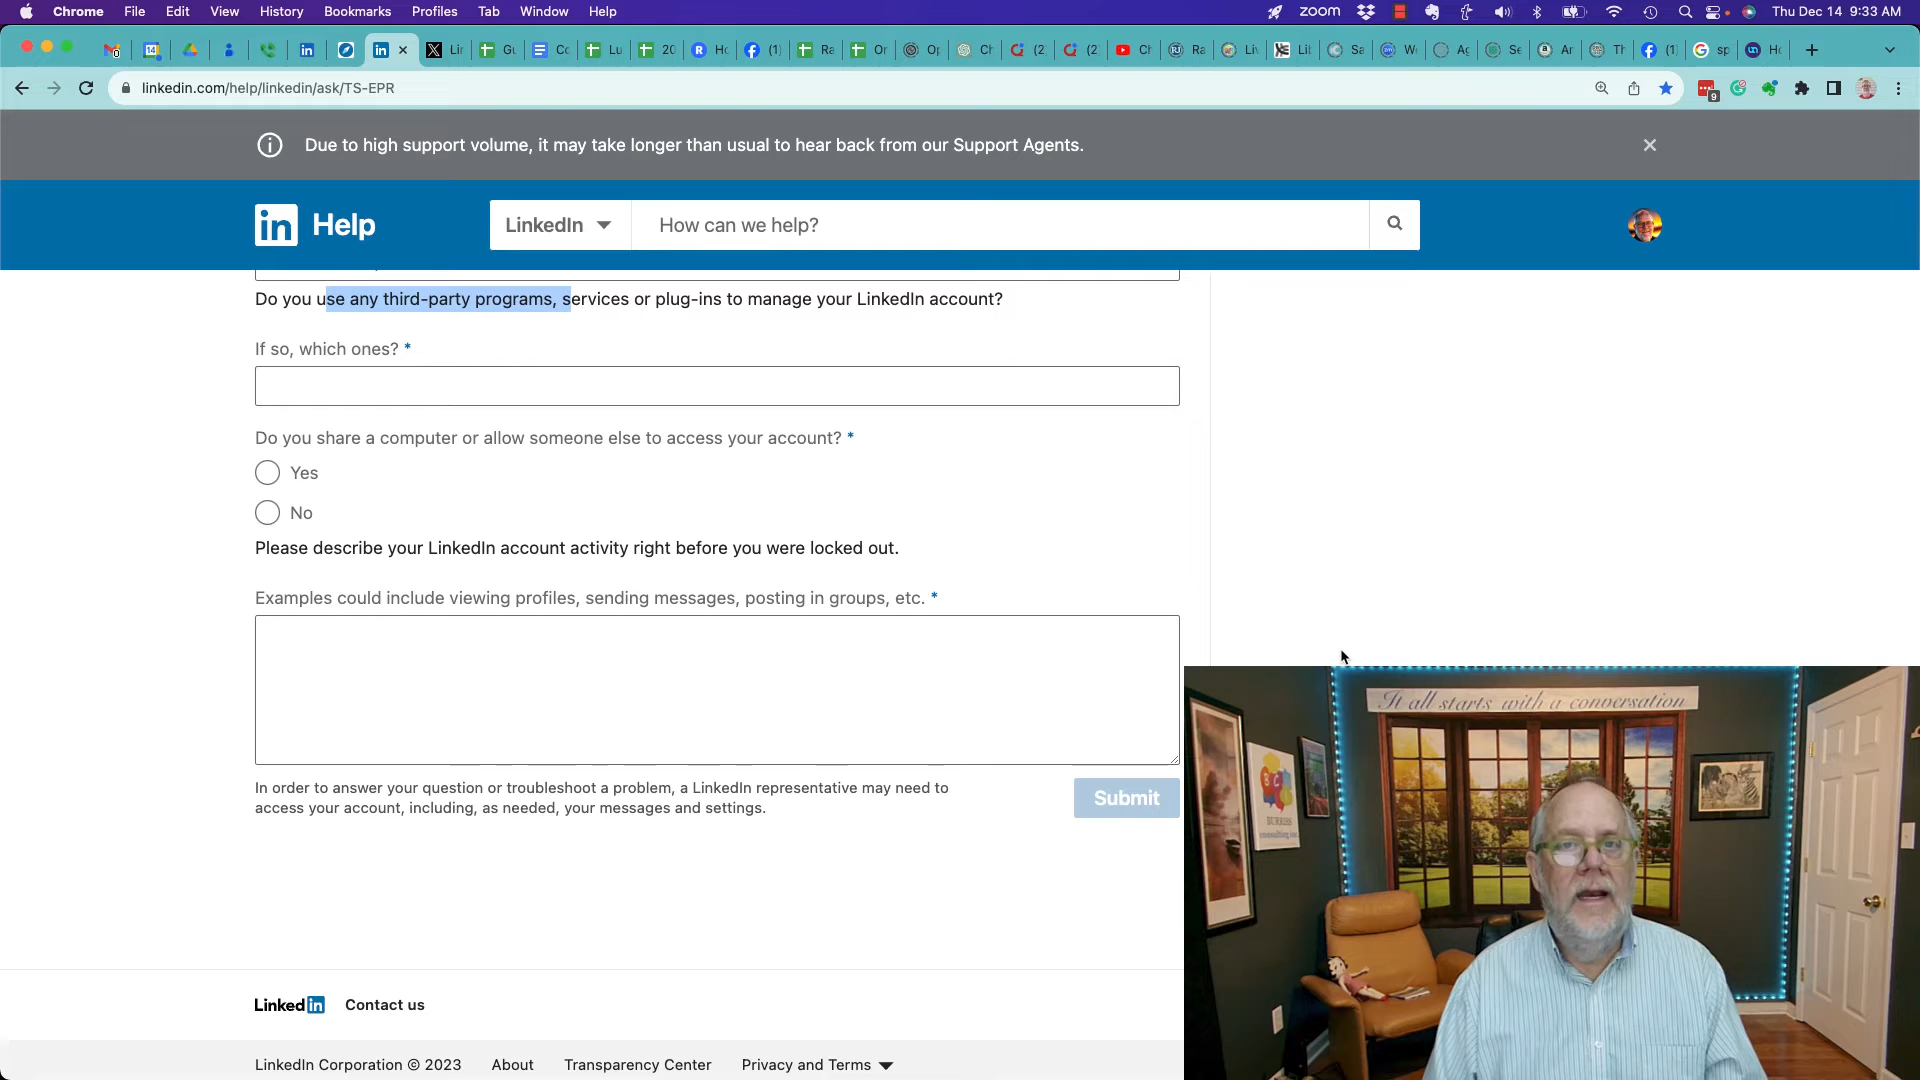 Chrome File Edit View History Bookmarks Profiles Tab Window Help zoom Thu Dec 14 9:33 AM
linkedin.com/help/linkedin/ask/TS-EPR
Due to high support volume, it may take longer than usual to hear back from our Support Agents.
in Help LinkedIn How can we help?
Do you use any third-party programs, services or plug-ins to manage your LinkedIn account?
If so, which ones? *
Do you share a computer or allow someone else to access your account? *
Yes
No
Please describe your LinkedIn account activity right before you were locked out.
Examples could include viewing profiles, sending messages, posting in groups, etc. *
In order to answer your question or troubleshoot a problem, a LinkedIn representative may need to
access your account, including, as needed, your messages and settings.
Submit
It all starts with a conversation
BURRISS
LinkedIn Contact us
LinkedIn Corporation © 2023 About Transparency Center Privacy and Terms